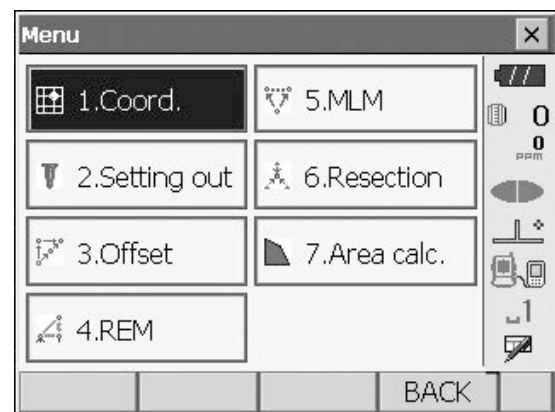 Menu
1.Coord.
2.Setting out
3.Offset
4.REM
5.MLM
6.Resection
7.Area calc.
0
0
ppm
1
BACK